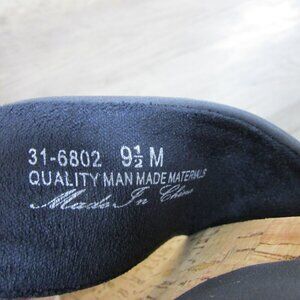 31-6802 9½ M
QUALITY MAN MADE MATERIALS
Made In China